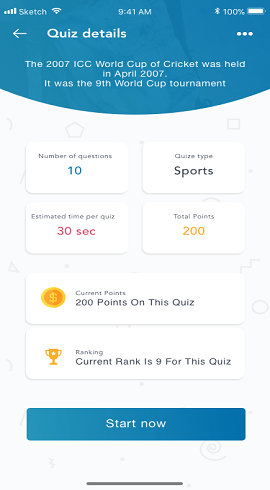 Sketch 9:41 AM 100%
Quiz details
The 2007 ICC World Cup of Cricket was held
in April 2007.
It was the 9th World Cup tournament
Number of questions
10
Quize type
Sports
Estimated time per quiz
30 sec
Total Points
200
Current Points
200 Points On This Quiz
Ranking
Current Rank Is 9 For This Quiz
Start now